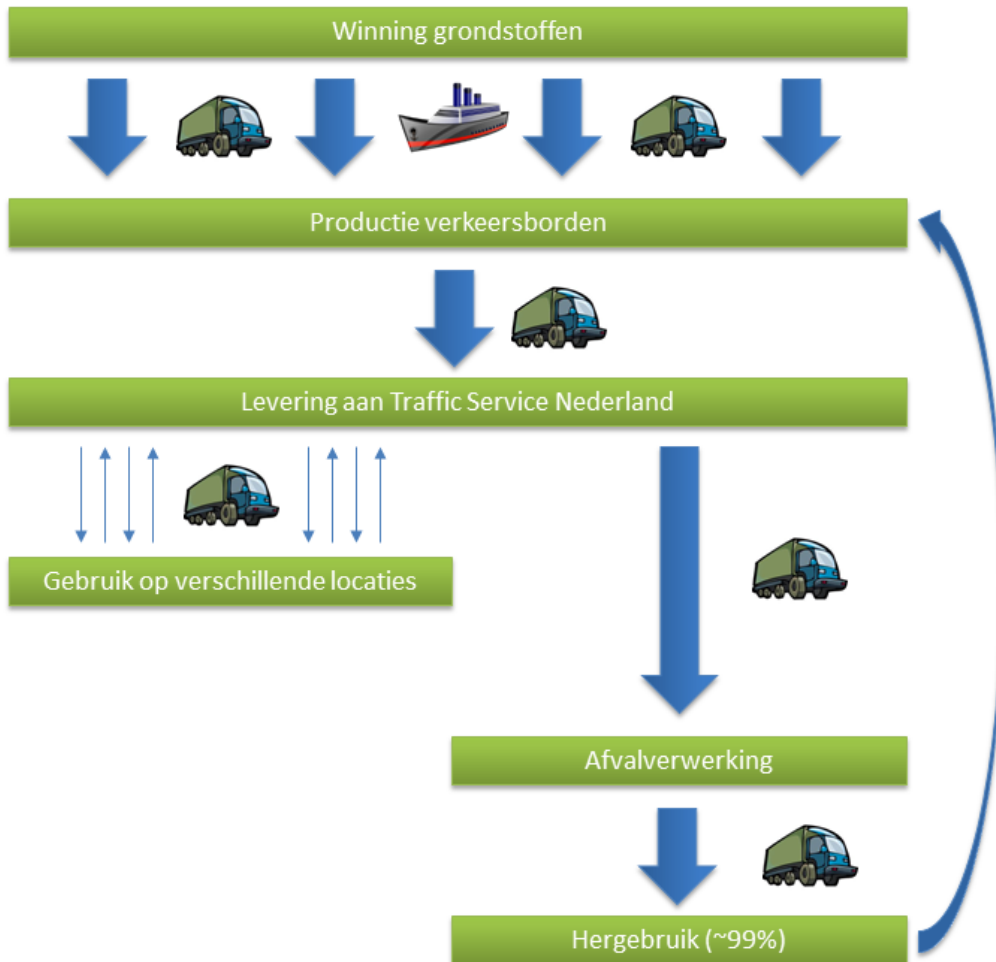 Winning grondstoffen
Productie verkeersborden
Levering aan Traffic Service Nederland
Gebruik op verschillende locaties
Afvalverwerking
Hergebruik (~99%)